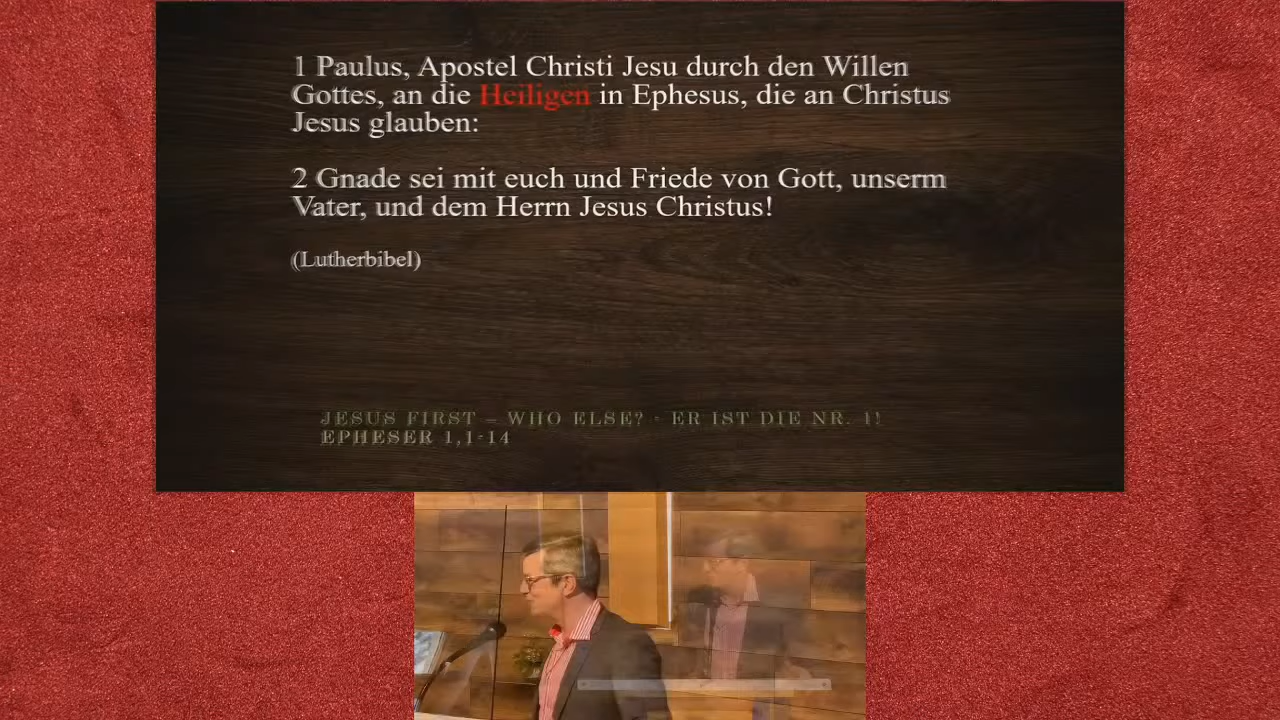 1 Paulus, Apostel Christi Jesu durch den Willen
Gottes, an die Heiligen in Ephesus, die an Christus
Jesus glauben:
2 Gnade sei mit euch und Friede von Gott, unserm
Vater, und dem Herrn Jesus Christus!
(Lutherbibel)
JESUS FIRST – WHO ELSE? - ER IST DIE NR. 1!
EPHESER 1,1-14